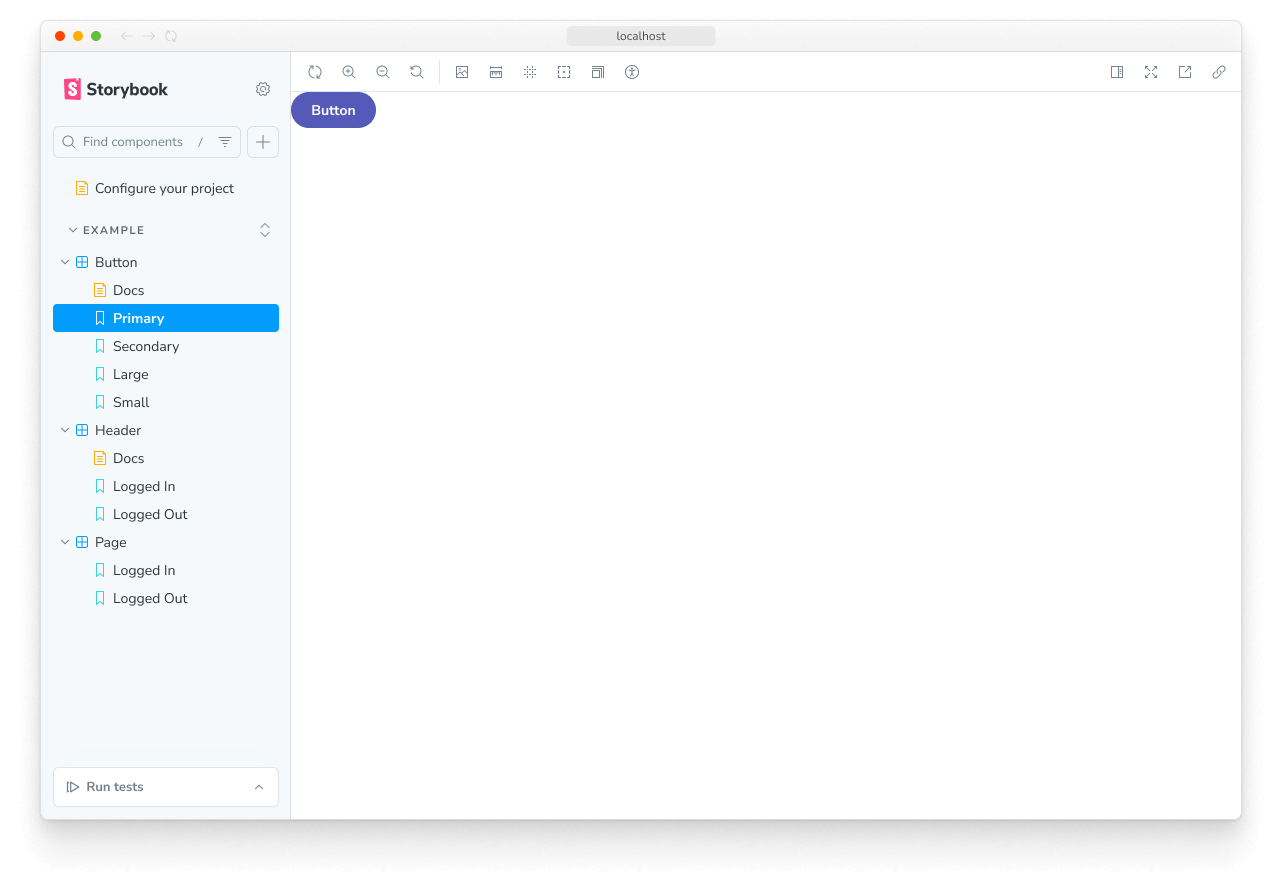 localhost
Storybook
Find components /
Configure your project
EXAMPLE
Button
Docs
Primary
Secondary
Large
Small
Header
Docs
Logged In
Logged Out
Page
Logged In
Logged Out
Run tests
Button